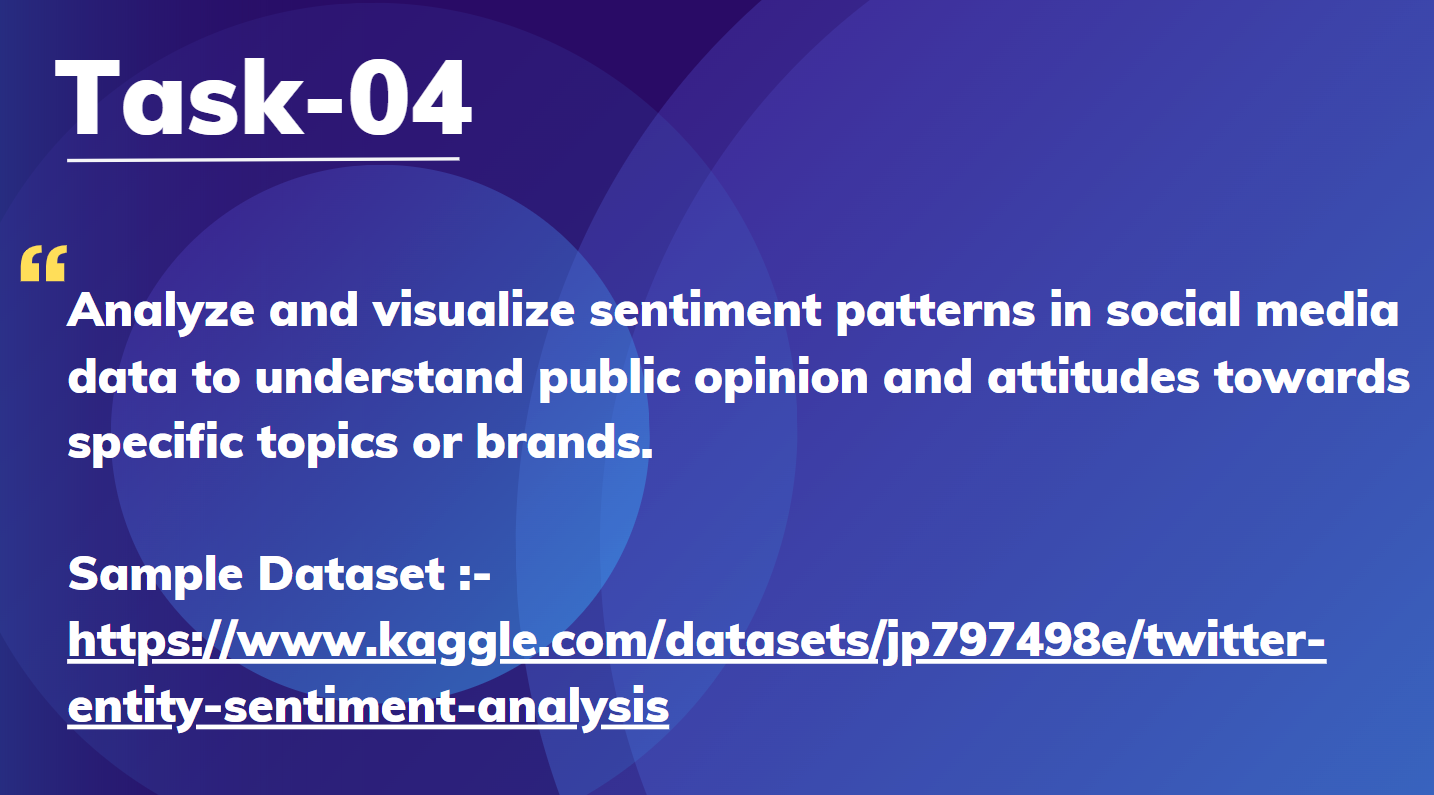 Task-04
“
Analyze and visualize sentiment patterns in social media
data to understand public opinion and attitudes towards
specific topics or brands.
Sample Dataset :-
https://www.kaggle.com/datasets/jp797498e/twitter-
entity-sentiment-analysis